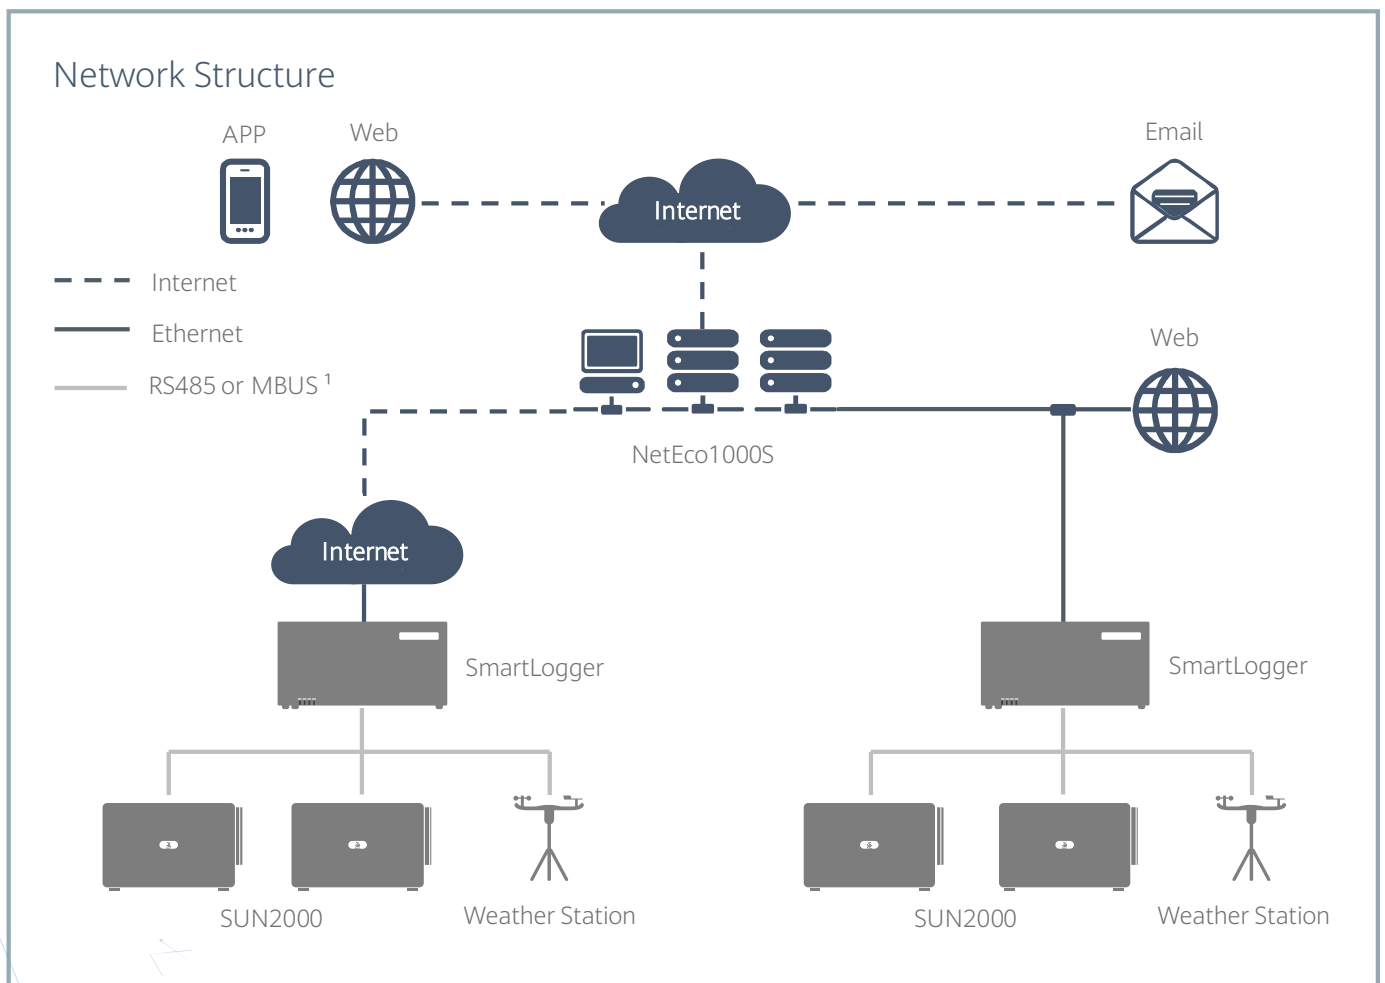 Network Structure
APP
Web
Email
Internet
Internet
Ethernet
RS485 or MBUS ¹
Web
NetEco1000S
Internet
SmartLogger
SmartLogger
SUN2000
Weather Station
SUN2000
Weather Station